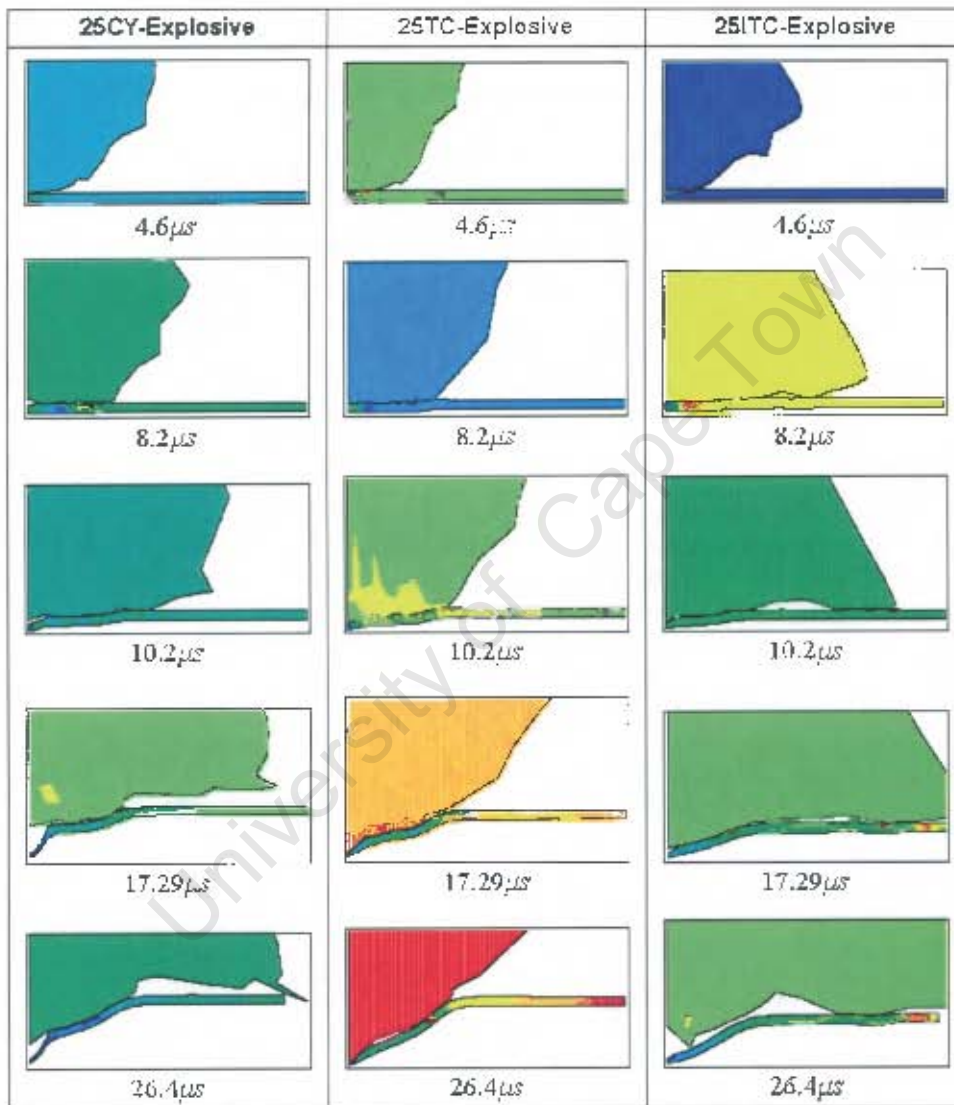 25CY-Explosive 25TC-Explosive 25ITC-Explosive
4.6µs 4.6µs 4.6µs
8.2µs 8.2µs 8.2µs
10.2µs 10.2µs 10.2µs
17.29µs 17.29µs 17.29µs
26.4µs 26.4µs 26.4µs
University of Cape Town